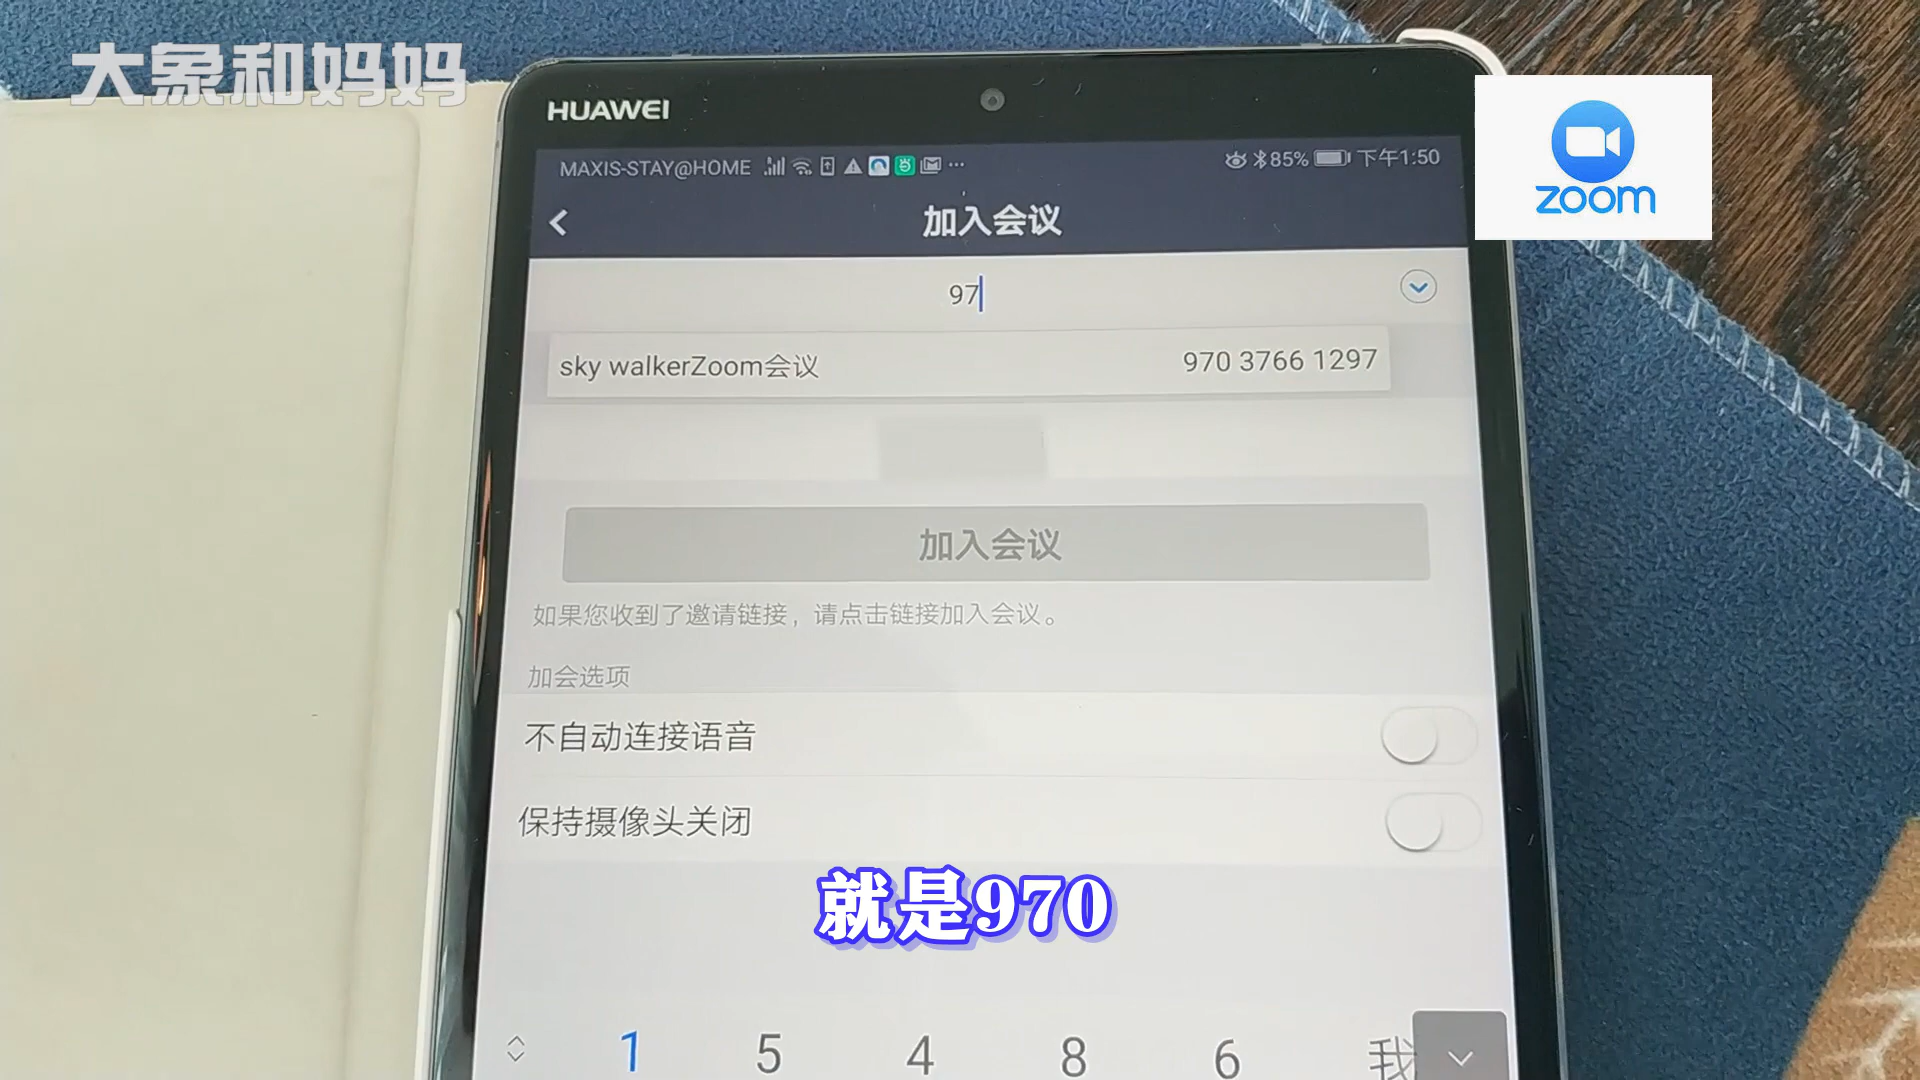 大象和妈妈
HUAWEI
MAXIS-STAY@HOME
85% 下午1:50
zoom
加入会议
97
sky walkerZoom会议 970 3766 1297
加入会议
如果您收到了邀请链接，请点击链接加入会议。
加会选项
不自动连接语音
保持摄像头关闭
就是970
1 5 4 8 6 我